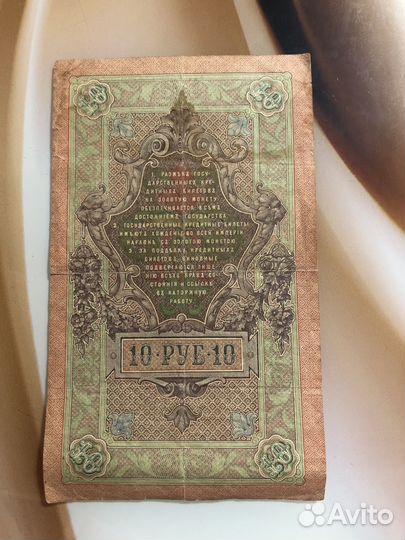 1. РАЗМѢНЪ ГОСУ-
ДАРСТВЕННЫХЪ КРЕ-
ДИТНЫХЪ БИЛЕТОВЪ
НА ЗОЛОТУЮ МОНЕТУ
ОБЕЗПЕЧИВАЕТСЯ ВСѢМЪ
ДОСТОЯНІЕМЪ ГОСУДАРСТВА.
2. ГОСУДАРСТВЕННЫЕ КРЕДИТНЫЕ БИЛЕТЫ
ИМѢЮТЪ ХОЖДЕНІЕ ВО ВСЕЙ ИМПЕРІИ
НАРАВНѢ СЪ ЗОЛОТОЮ МОНЕТОЮ.
3. ЗА ПОДДѢЛКУ КРЕДИТНЫХЪ
БИЛЕТОВЪ ВИНОВНЫЕ
ПОДВЕРГАЮТСЯ ЛИШЕ-
НІЮ ВСѢХЪ ПРАВЪ СО-
СТОЯНІЯ И ССЫЛКѢ
ВЪ КАТОРЖНУЮ
РАБОТУ.
10·РУБ·10
Avito